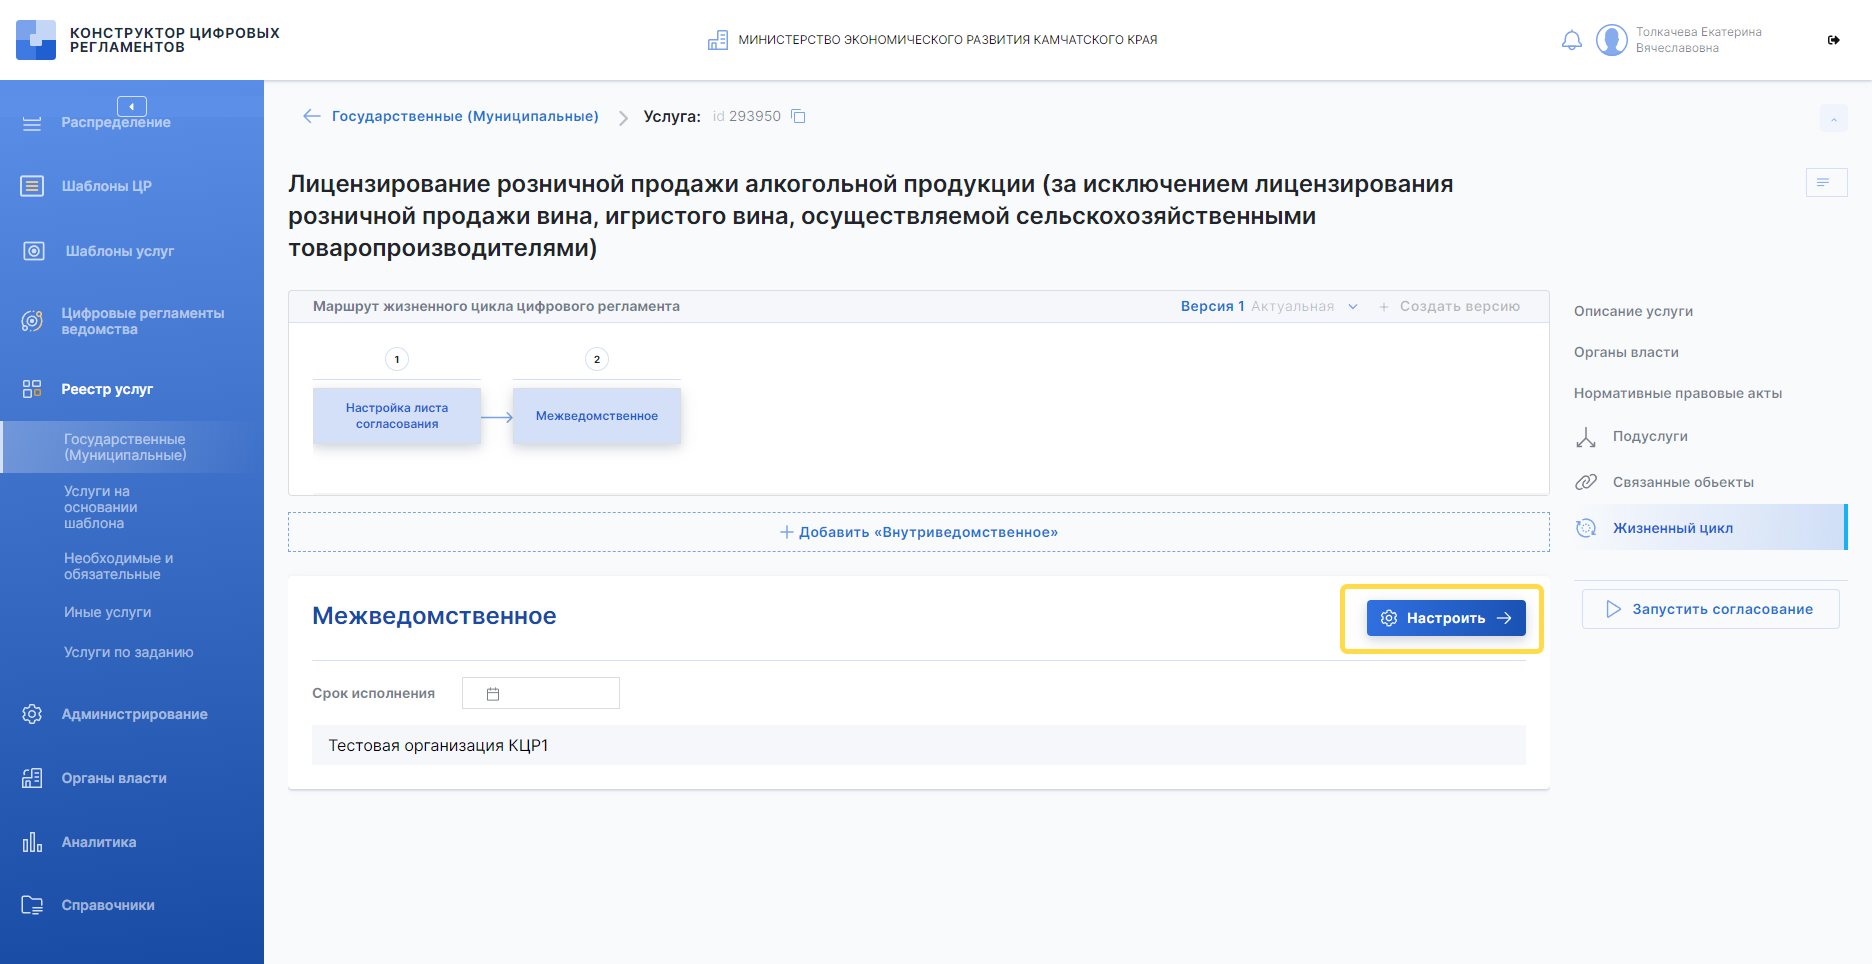 КОНСТРУКТОР ЦИФРОВЫХ
РЕГЛАМЕНТОВ
МИНИСТЕРСТВО ЭКОНОМИЧЕСКОГО РАЗВИТИЯ КАМЧАТСКОГО КРАЯ
Толкачева Екатерина
Вячеславовна
Распределение
Шаблоны ЦР
Шаблоны услуг
Цифровые регламенты
ведомства
Реестр услуг
Государственные
(Муниципальные)
Услуги на
основании
шаблона
Необходимые и
обязательные
Иные услуги
Услуги по заданию
Администрирование
Органы власти
Аналитика
Справочники
Государственные (Муниципальные)
Услуга: id 293950
Лицензирование розничной продажи алкогольной продукции (за исключением лицензирования
розничной продажи вина, игристого вина, осуществляемой сельскохозяйственными
товаропроизводителями)
Маршрут жизненного цикла цифрового регламента
Версия 1 Актуальная
+ Создать версию
1
2
Настройка листа
согласования
Межведомственное
+ Добавить «Внутриведомственное»
Межведомственное
Настроить
Срок исполнения
Тестовая организация КЦР1
Описание услуги
Органы власти
Нормативные правовые акты
Подуслуги
Связанные обьекты
Жизненный цикл
Запустить согласование